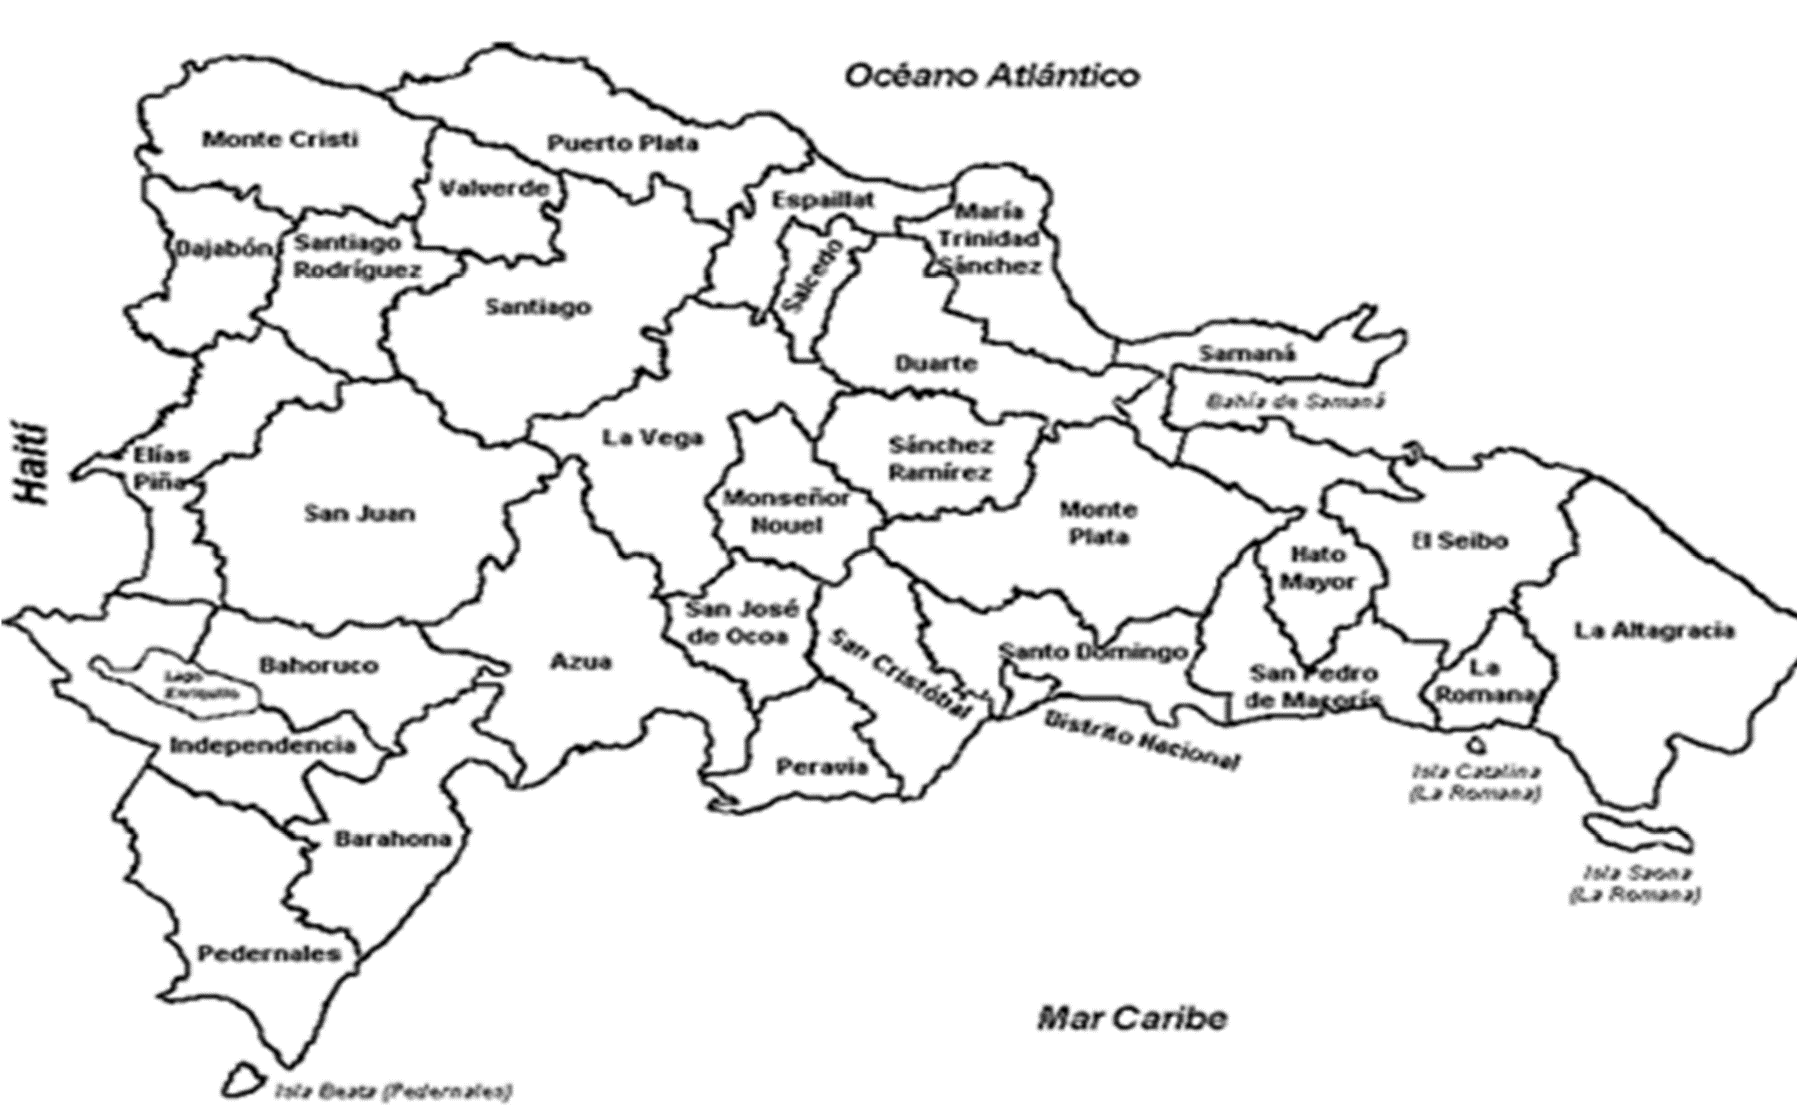 Océano Atlántico
Monte Cristi
Puerto Plata
Valverde
Espaillat
María
Trinidad
Sánchez
Dajabón
Santiago
Rodríguez
Salcedo
Santiago
Samaná
Duarte
Bahía de Samaná
Haití
Elías
Piña
La Vega
Sánchez
Ramírez
San Juan
Monseñor
Nouel
Monte
Plata
El Seibo
Hato
Mayor
San José
de Ocoa
La Altagracia
Santo Domingo
San Cristóbal
Bahoruco
Azua
Lago
Enriquillo
San Pedro
de Macorís
La
Romana
Independencia
Distrito Nacional
Peravia
Isla Catalina
(La Romana)
Barahona
Isla Saona
(La Romana)
Pedernales
Mar Caribe
Isla Beata (Pedernales)